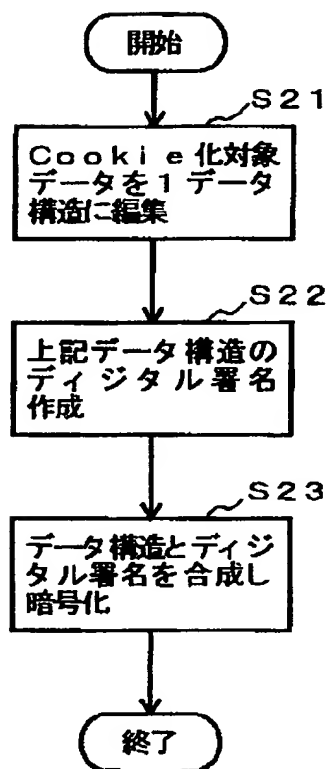 開始
S21
Cookie化対象
データを1データ
構造に編集
S22
上記データ構造の
ディジタル署名
作成
S23
データ構造とディジ
タル署名を合成し
暗号化
終了